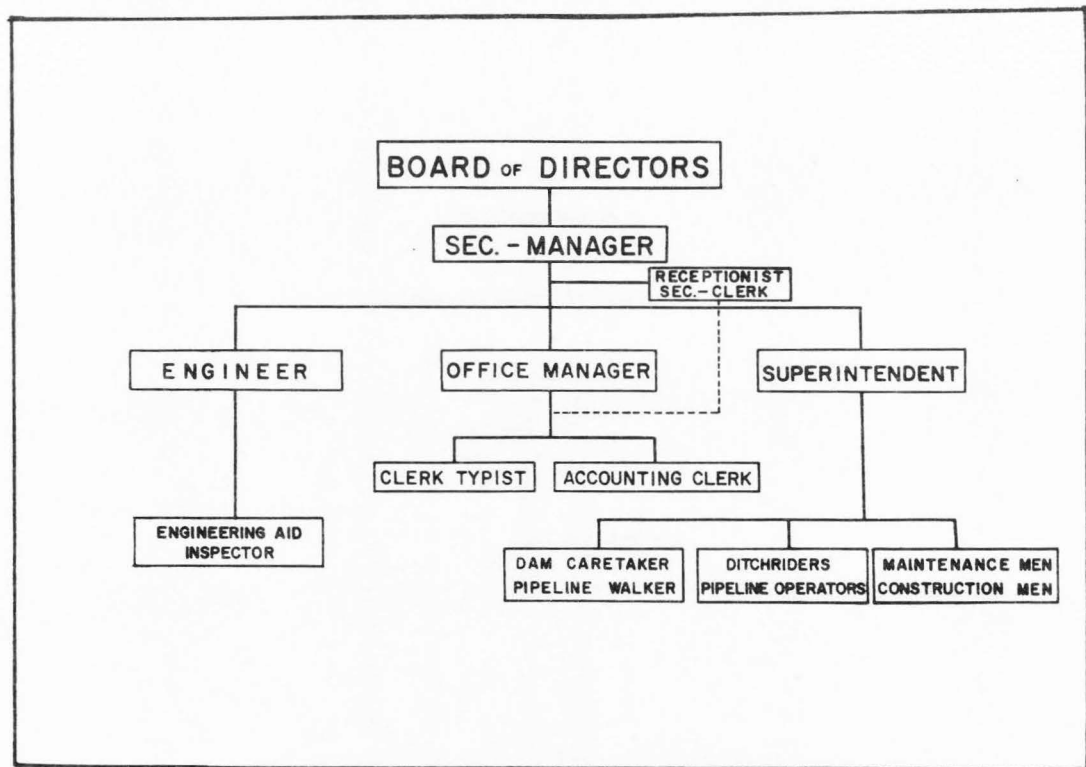 BOARD OF DIRECTORS
SEC. - MANAGER
RECEPTIONIST
SEC.- CLERK
ENGINEER
OFFICE MANAGER
SUPERINTENDENT
CLERK TYPIST
ACCOUNTING CLERK
ENGINEERING AID
INSPECTOR
DAM CARETAKER
PIPELINE WALKER
DITCHRIDERS
PIPELINE OPERATORS
MAINTENANCE MEN
CONSTRUCTION MEN